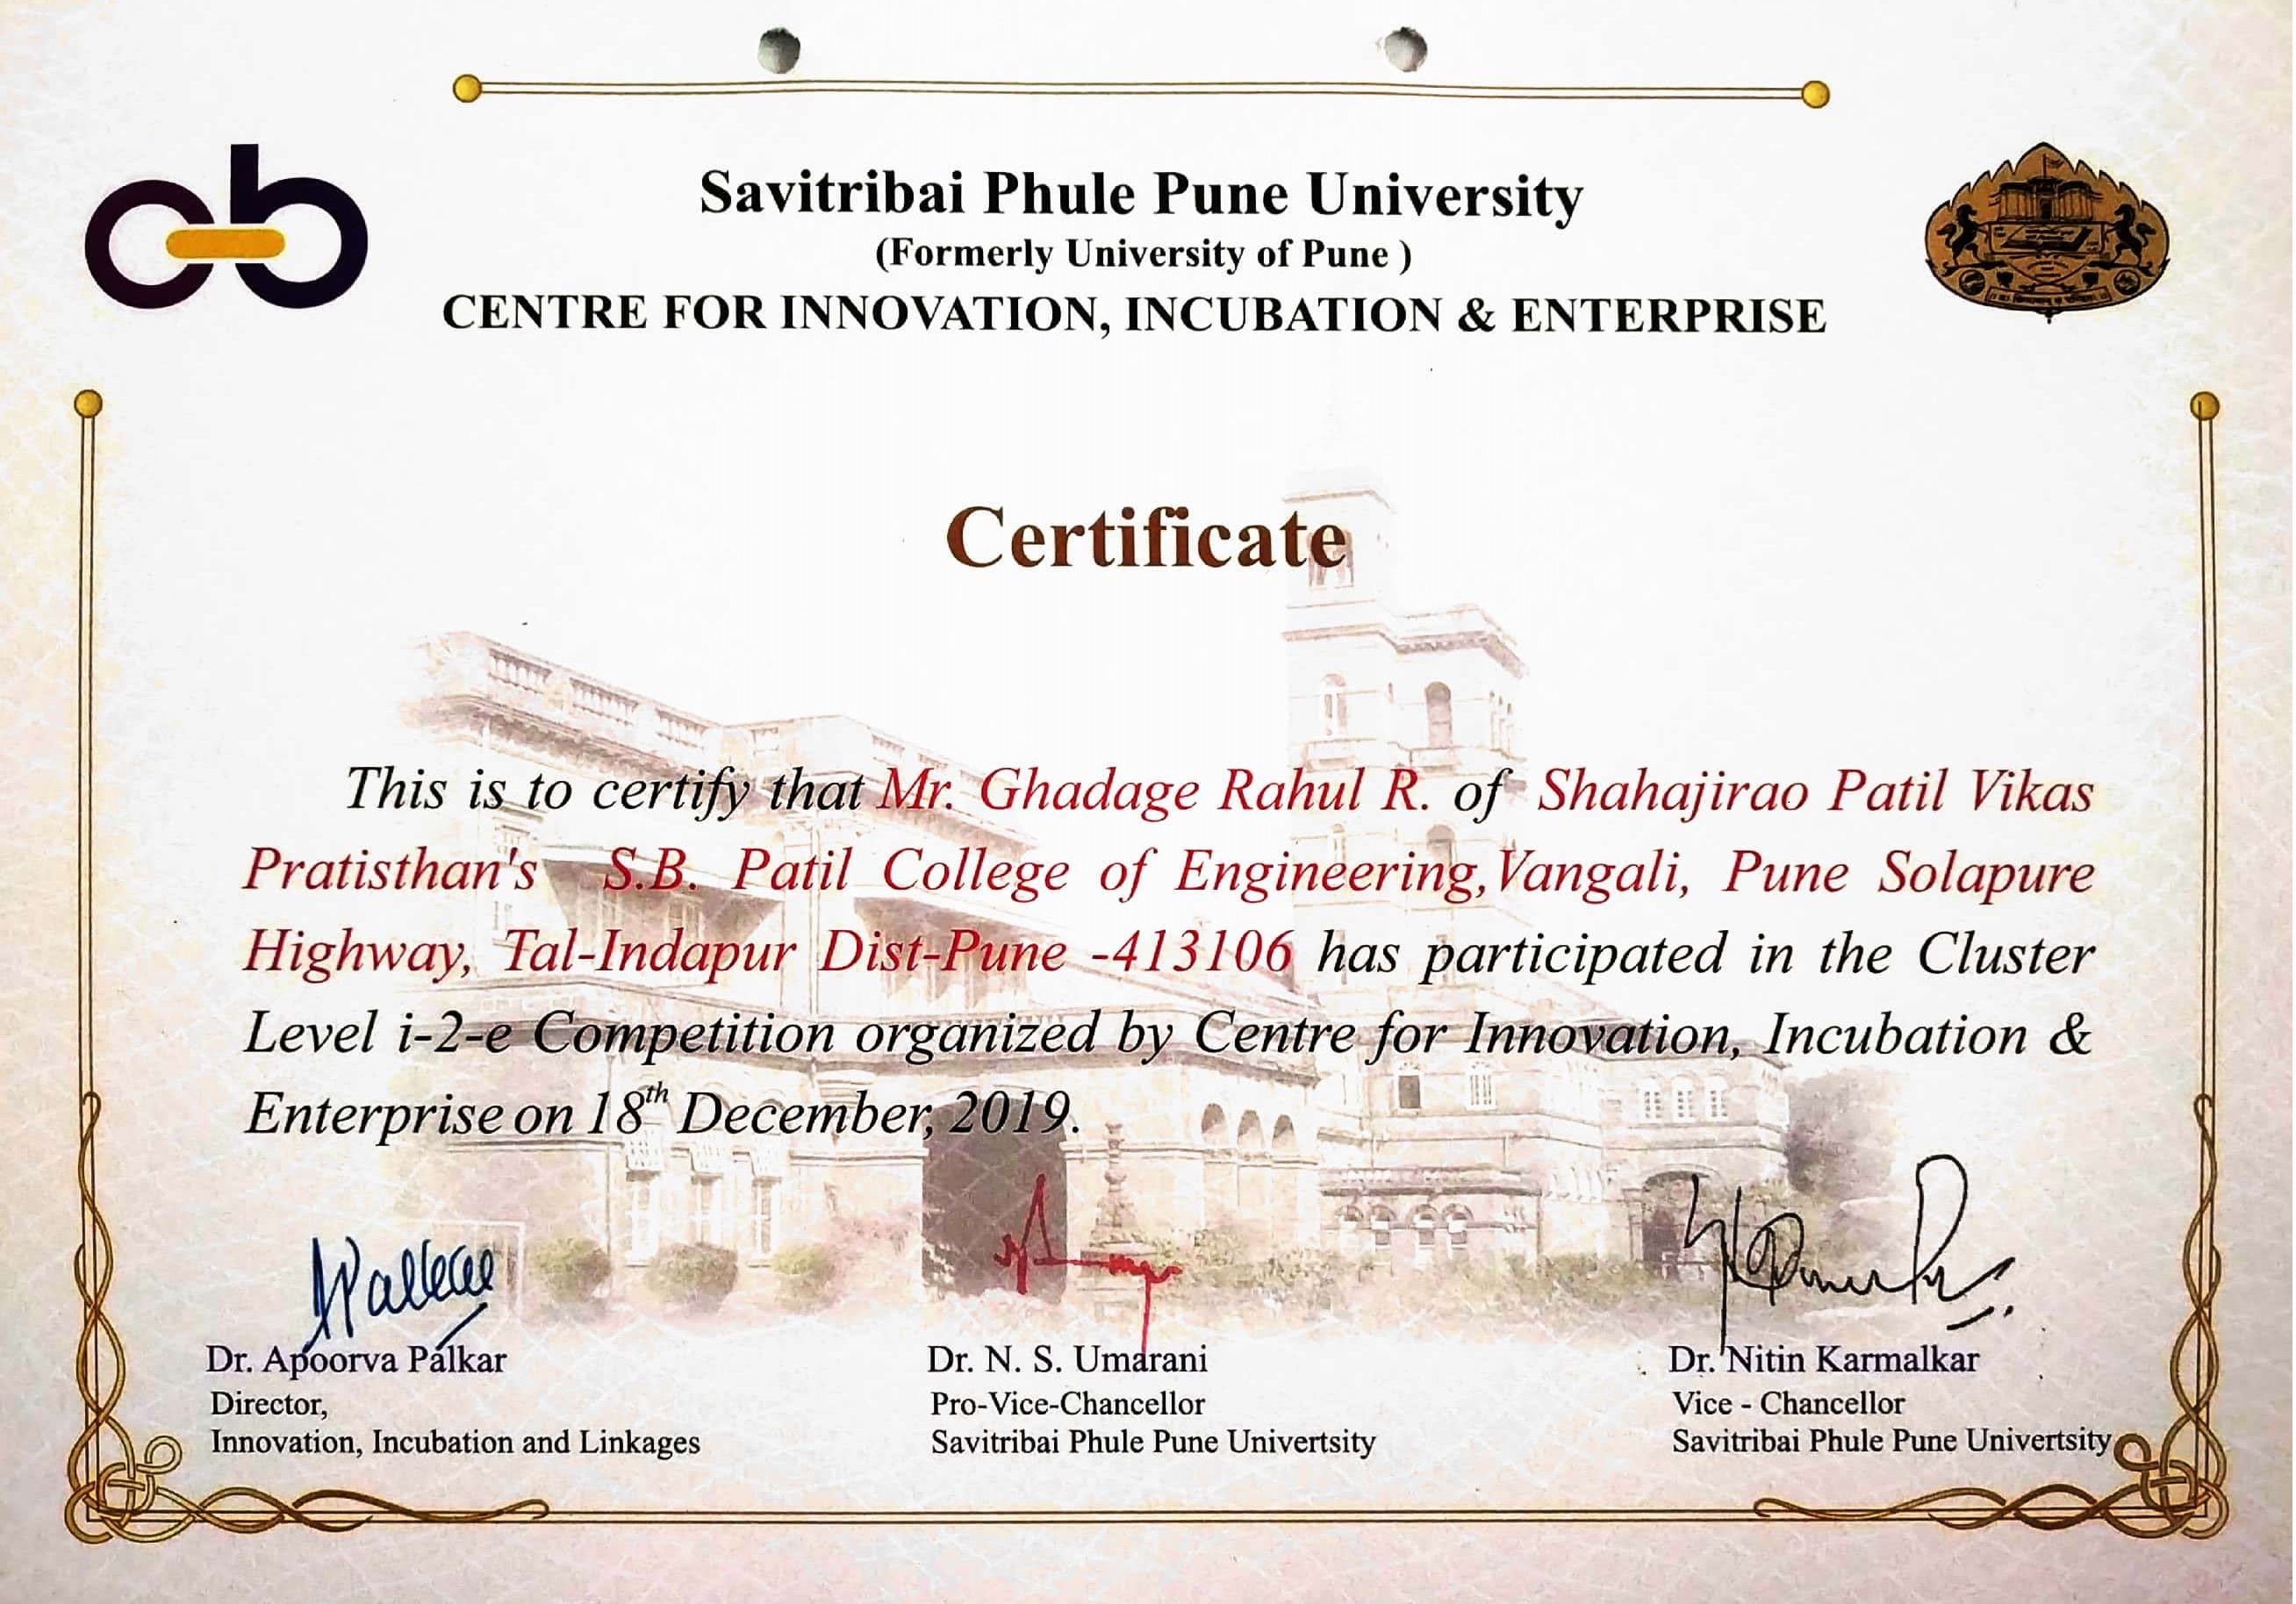 Savitribai Phule Pune University
(Formerly University of Pune )
CENTRE FOR INNOVATION, INCUBATION & ENTERPRISE
Certificate
This is to certify that Mr. Ghadage Rahul R. of Shahajirao Patil Vikas
Pratisthan's S.B. Patil College of Engineering, Vangali, Pune Solapure
Highway, Tal-Indapur Dist-Pune -413106 has participated in the Cluster
Level i-2-e Competition organized by Centre for Innovation, Incubation &
Enterprise on 18th December, 2019.
Dr. Apoorva Palkar
Director,
Innovation, Incubation and Linkages
Dr. N. S. Umarani
Pro-Vice-Chancellor
Savitribai Phule Pune Univertsity
Dr. Nitin Karmalkar
Vice - Chancellor
Savitribai Phule Pune Univertsity